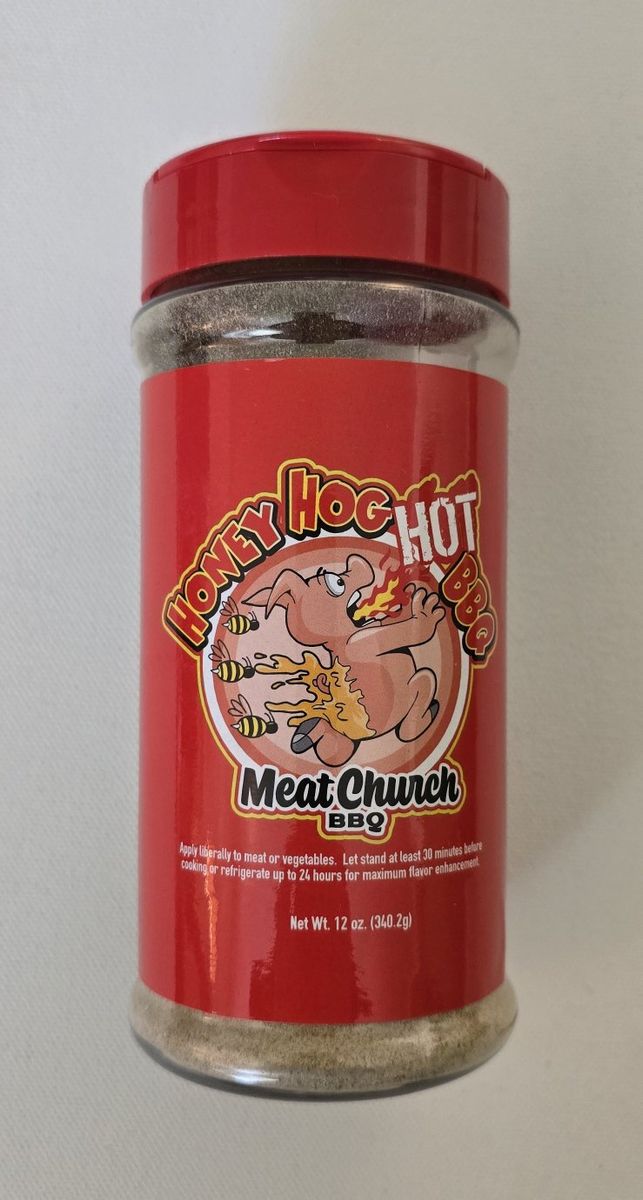 HONEY HOG HOT BBQ
Meat Church
BBQ
Apply liberally to meat or vegetables. Let stand at least 30 minutes before
cooking or refrigerate up to 24 hours for maximum flavor enhancement.
Net Wt. 12 oz. (340.2g)